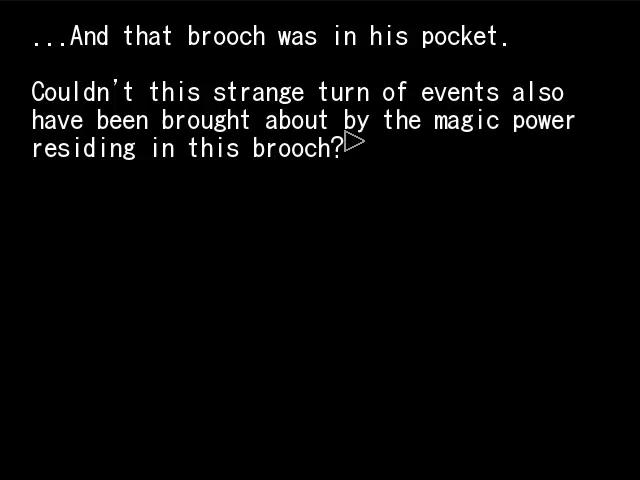 ...And that brooch was in his pocket.
Couldn't this strange turn of events also
have been brought about by the magic power
residing in this brooch?